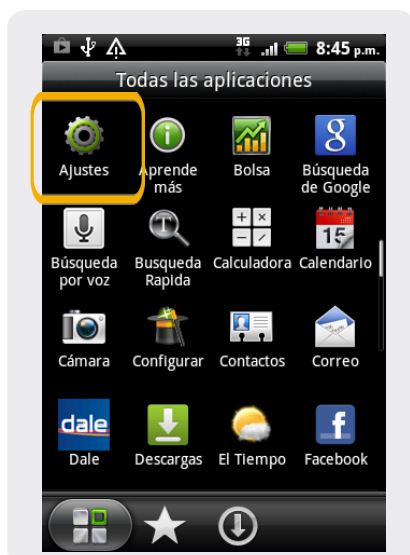 3G 8:45 p.m.
Todas las aplicaciones
Ajustes
Aprende
más
Bolsa
Búsqueda
de Google
Búsqueda
por voz
Busqueda
Rapida
Calculadora
15
Calendario
Cámara
Configurar
Contactos
Correo
dale
Dale
Descargas
El Tiempo
Facebook